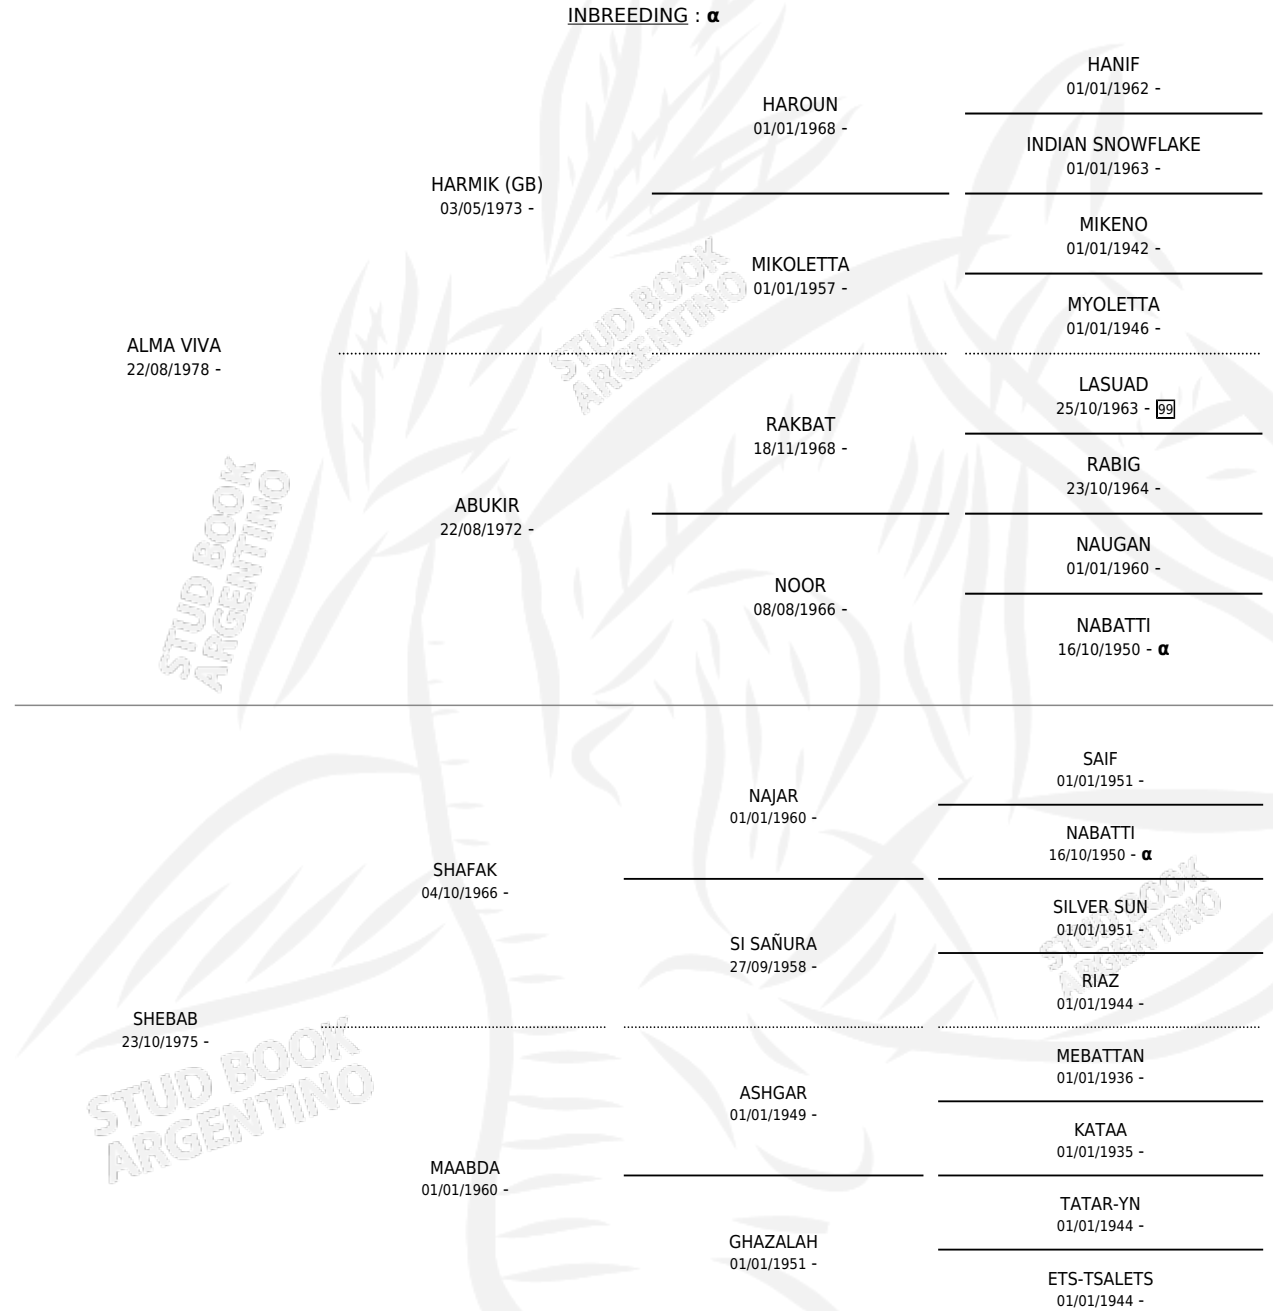 INBREEDING : α
HANIF
01/01/1962 -
HAROUN
01/01/1968 -
INDIAN SNOWFLAKE
01/01/1963 -
HARMIK (GB)
03/05/1973 -
MIKENO
01/01/1942 -
MIKOLETTA
01/01/1957 -
MYOLETTA
01/01/1946 -
ALMA VIVA
22/08/1978 -
LASUAD
25/10/1963 - 99
RAKBAT
18/11/1968 -
RABIG
23/10/1964 -
ABUKIR
22/08/1972 -
NAUGAN
01/01/1960 -
NOOR
08/08/1966 -
NABATTI
16/10/1950 - α
SAIF
01/01/1951 -
NAJAR
01/01/1960 -
NABATTI
16/10/1950 - α
SHAFAK
04/10/1966 -
SILVER SUN
01/01/1951 -
SI SAÑURA
27/09/1958 -
RIAZ
01/01/1944 -
SHEBAB
23/10/1975 -
MEBATTAN
01/01/1936 -
ASHGAR
01/01/1949 -
KATAA
01/01/1935 -
MAABDA
01/01/1960 -
TATAR-YN
01/01/1944 -
GHAZALAH
01/01/1951 -
ETS-TSALETS
01/01/1944 -
STUD BOOK
ARGENTINO
STUD BOOK
ARGENTINO
STUD BOOK
ARGENTINO
STUD BOOK
ARGENTINO